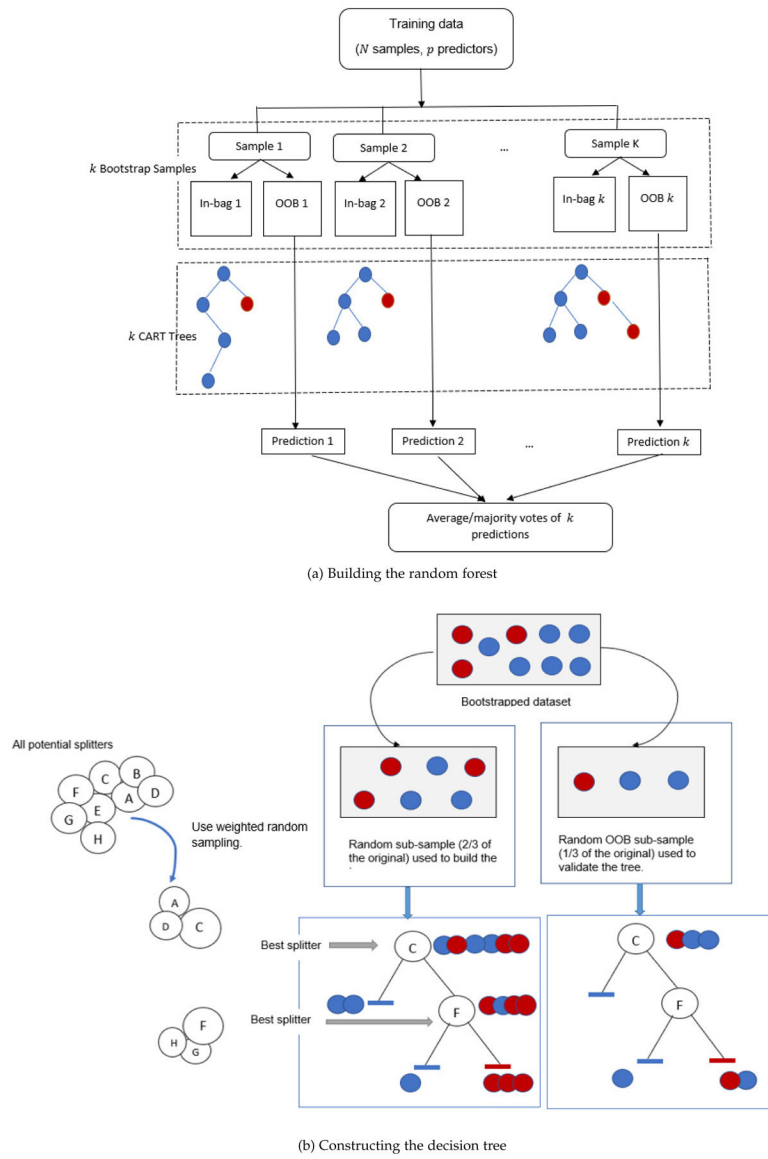 Training data
(N samples, p predictors)
Sample 1
Sample 2
...
Sample K
k Bootstrap Samples
In-bag 1
OOB 1
In-bag 2
OOB 2
In-bag k
OOB k
k CART Trees
Prediction 1
Prediction 2
...
Prediction k
Average/majority votes of k
predictions
(a) Building the random forest
Bootstrapped dataset
All potential splitters
F
C
B
A
D
E
G
H
Use weighted random
sampling.
A
D
C
Random sub-sample (2/3 of
the original) used to build the
Random OOB sub-sample
(1/3 of the original) used to
validate the tree.
Best splitter
C
C
F
H
G
Best splitter
F
F
(b) Constructing the decision tree